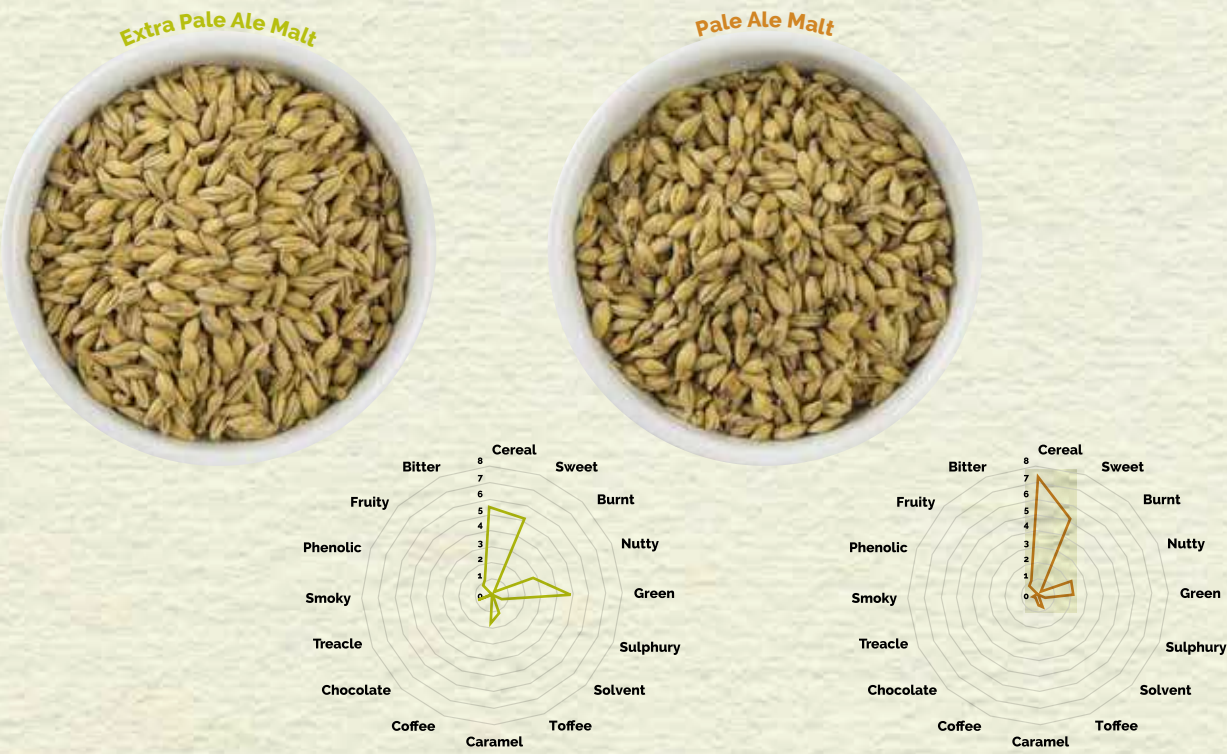 Extra Pale Ale Malt
Pale Ale Malt
Cereal
Sweet
Burnt
Nutty
Green
Sulphury
Solvent
Toffee
Caramel
Coffee
Chocolate
Treacle
Smoky
Phenolic
Fruity
Bitter
8
7
6
5
4
3
2
1
0
Cereal
Sweet
Burnt
Nutty
Green
Sulphury
Solvent
Toffee
Caramel
Coffee
Chocolate
Treacle
Smoky
Phenolic
Fruity
Bitter
8
7
6
5
4
3
2
1
0